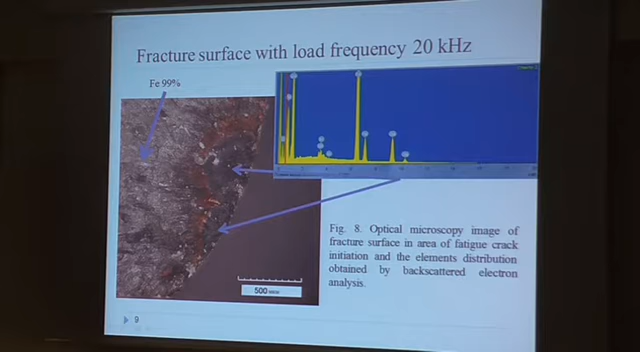 Fracture surface with load frequency 20 kHz
Fe 99%
Fig. 8. Optical microscopy image of
fracture surface in area of fatigue crack
initiation and the elements distribution
obtained by backscattered electron
analysis.
500
9